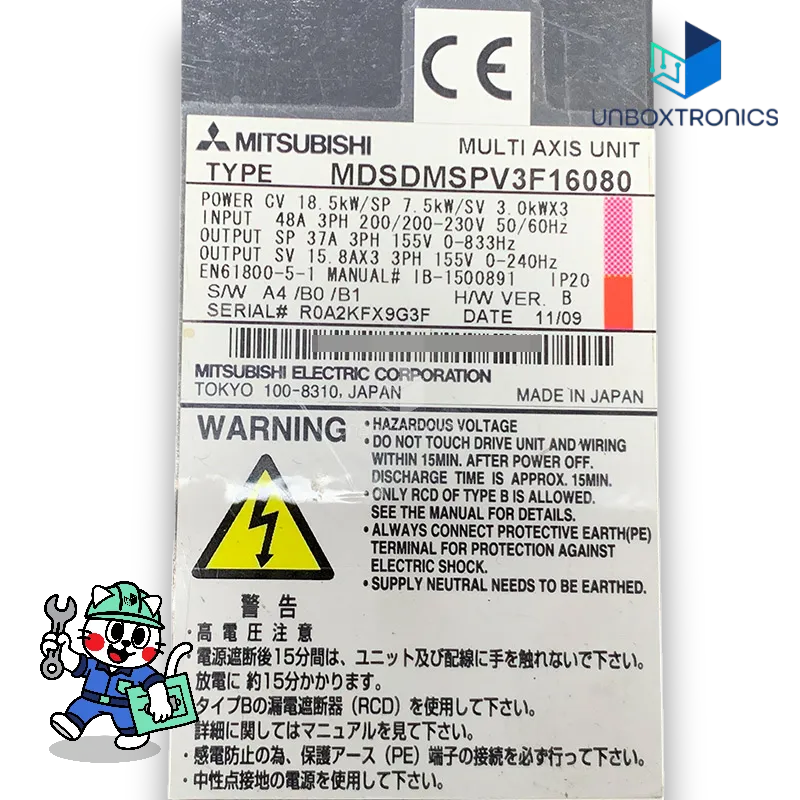 CE
UNBOXTRONICS
MITSUBISHI MULTI AXIS UNIT
TYPE MDSDMSPV3F16080
POWER CV 18.5kW/SP 7.5kW/SV 3.0kWX3
INPUT 48A 3PH 200/200-230V 50/60Hz
OUTPUT SP 37A 3PH 155V 0-833Hz
OUTPUT SV 15.8AX3 3PH 155V 0-240Hz
EN61800-5-1 MANUAL# IB-1500891 IP20
S/W A4 /B0 /B1 H/W VER. B
SERIAL# R0A2KFX9G3F DATE 11/09
MITSUBISHI ELECTRIC CORPORATION
TOKYO 100-8310, JAPAN MADE IN JAPAN
WARNING
・HAZARDOUS VOLTAGE
・DO NOT TOUCH DRIVE UNIT AND WIRING
WITHIN 15MIN. AFTER POWER OFF.
DISCHARGE TIME IS APPROX. 15MIN.
・ONLY RCD OF TYPE B IS ALLOWED.
SEE THE MANUAL FOR DETAILS.
・ALWAYS CONNECT PROTECTIVE EARTH(PE)
TERMINAL FOR PROTECTION AGAINST
ELECTRIC SHOCK.
・SUPPLY NEUTRAL NEEDS TO BE EARTHED.
警告
・高電圧注意
・電源遮断後15分間は、ユニット及び配線に手を触れないで下さい。
放電に約15分かかります。
・タイプBの漏電遮断器（RCD）を使用して下さい。
詳細に関してはマニュアルを見て下さい。
・感電防止の為、保護アース（PE）端子の接続を必ず行って下さい。
・中性点接地の電源を使用して下さい。